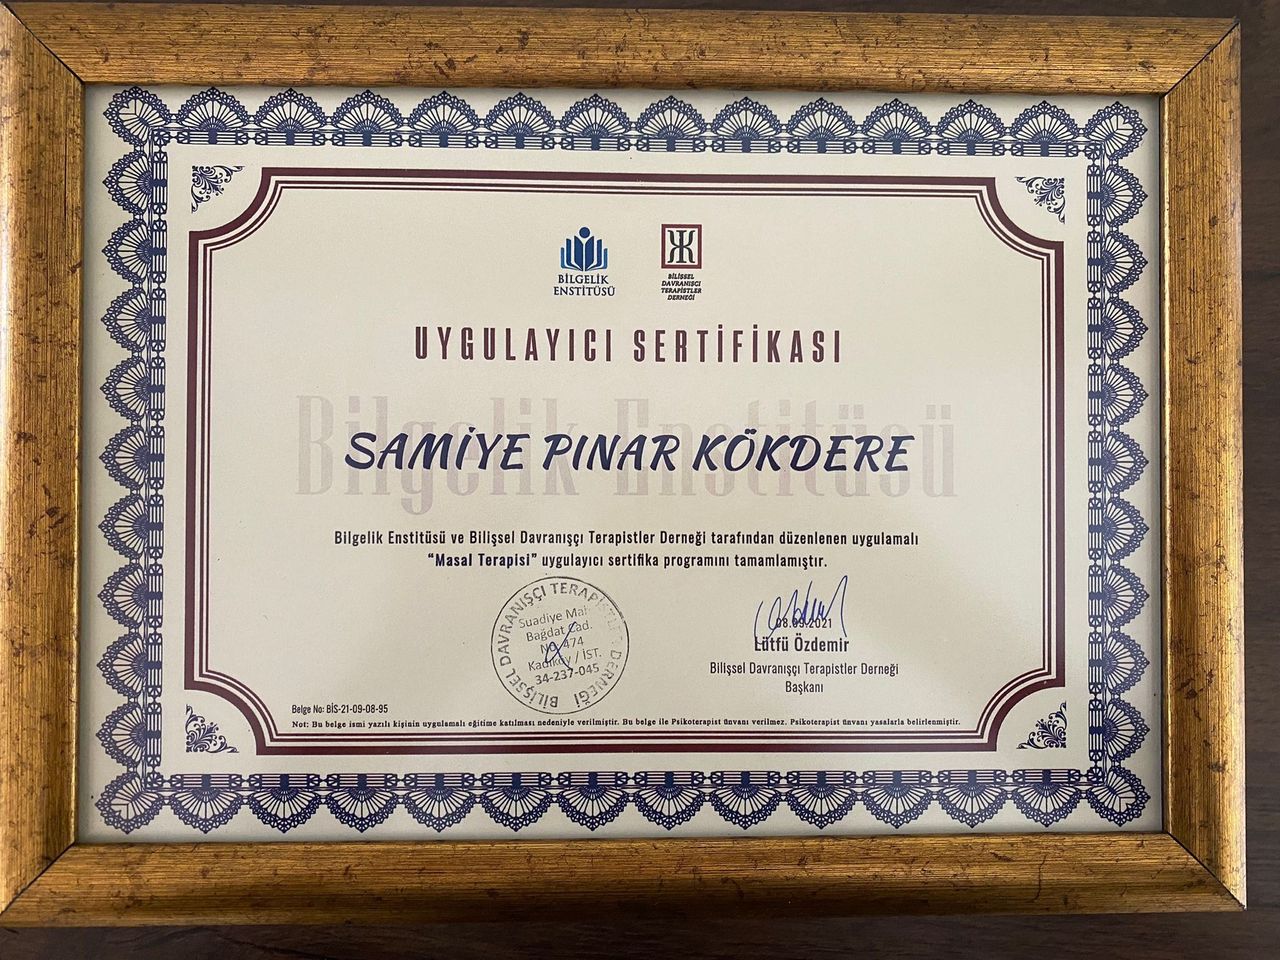 BİLGELİK
ENSTİTÜSÜ
BİLİŞSEL
DAVRANIŞÇI
TERAPİSTLER
DERNEĞİ
UYGULAYICI SERTİFİKASI
Bilgelik Enstitüsü
SAMİYE PINAR KÖKDERE
Bilgelik Enstitüsü ve Bilişsel Davranışçı Terapistler Derneği tarafından düzenlenen uygulamalı
“Masal Terapisi” uygulayıcı sertifika programını tamamlamıştır.
BİLİŞSEL DAVRANIŞÇI TERAPİSTLER DERNEĞİ
Suadiye Mah.
Bağdat Cad.
No: 474
Kadıköy / İST.
34-237-045
08.09.2021
Lütfü Özdemir
Bilişsel Davranışçı Terapistler Derneği
Başkanı
Belge No: BİS-21-09-08-95
Not: Bu belge ismi yazılı kişinin uygulamalı eğitime katılması nedeniyle verilmiştir. Bu belge ile Psikoterapist ünvanı verilmez. Psikoterapist ünvanı yasalarla belirlenmiştir.